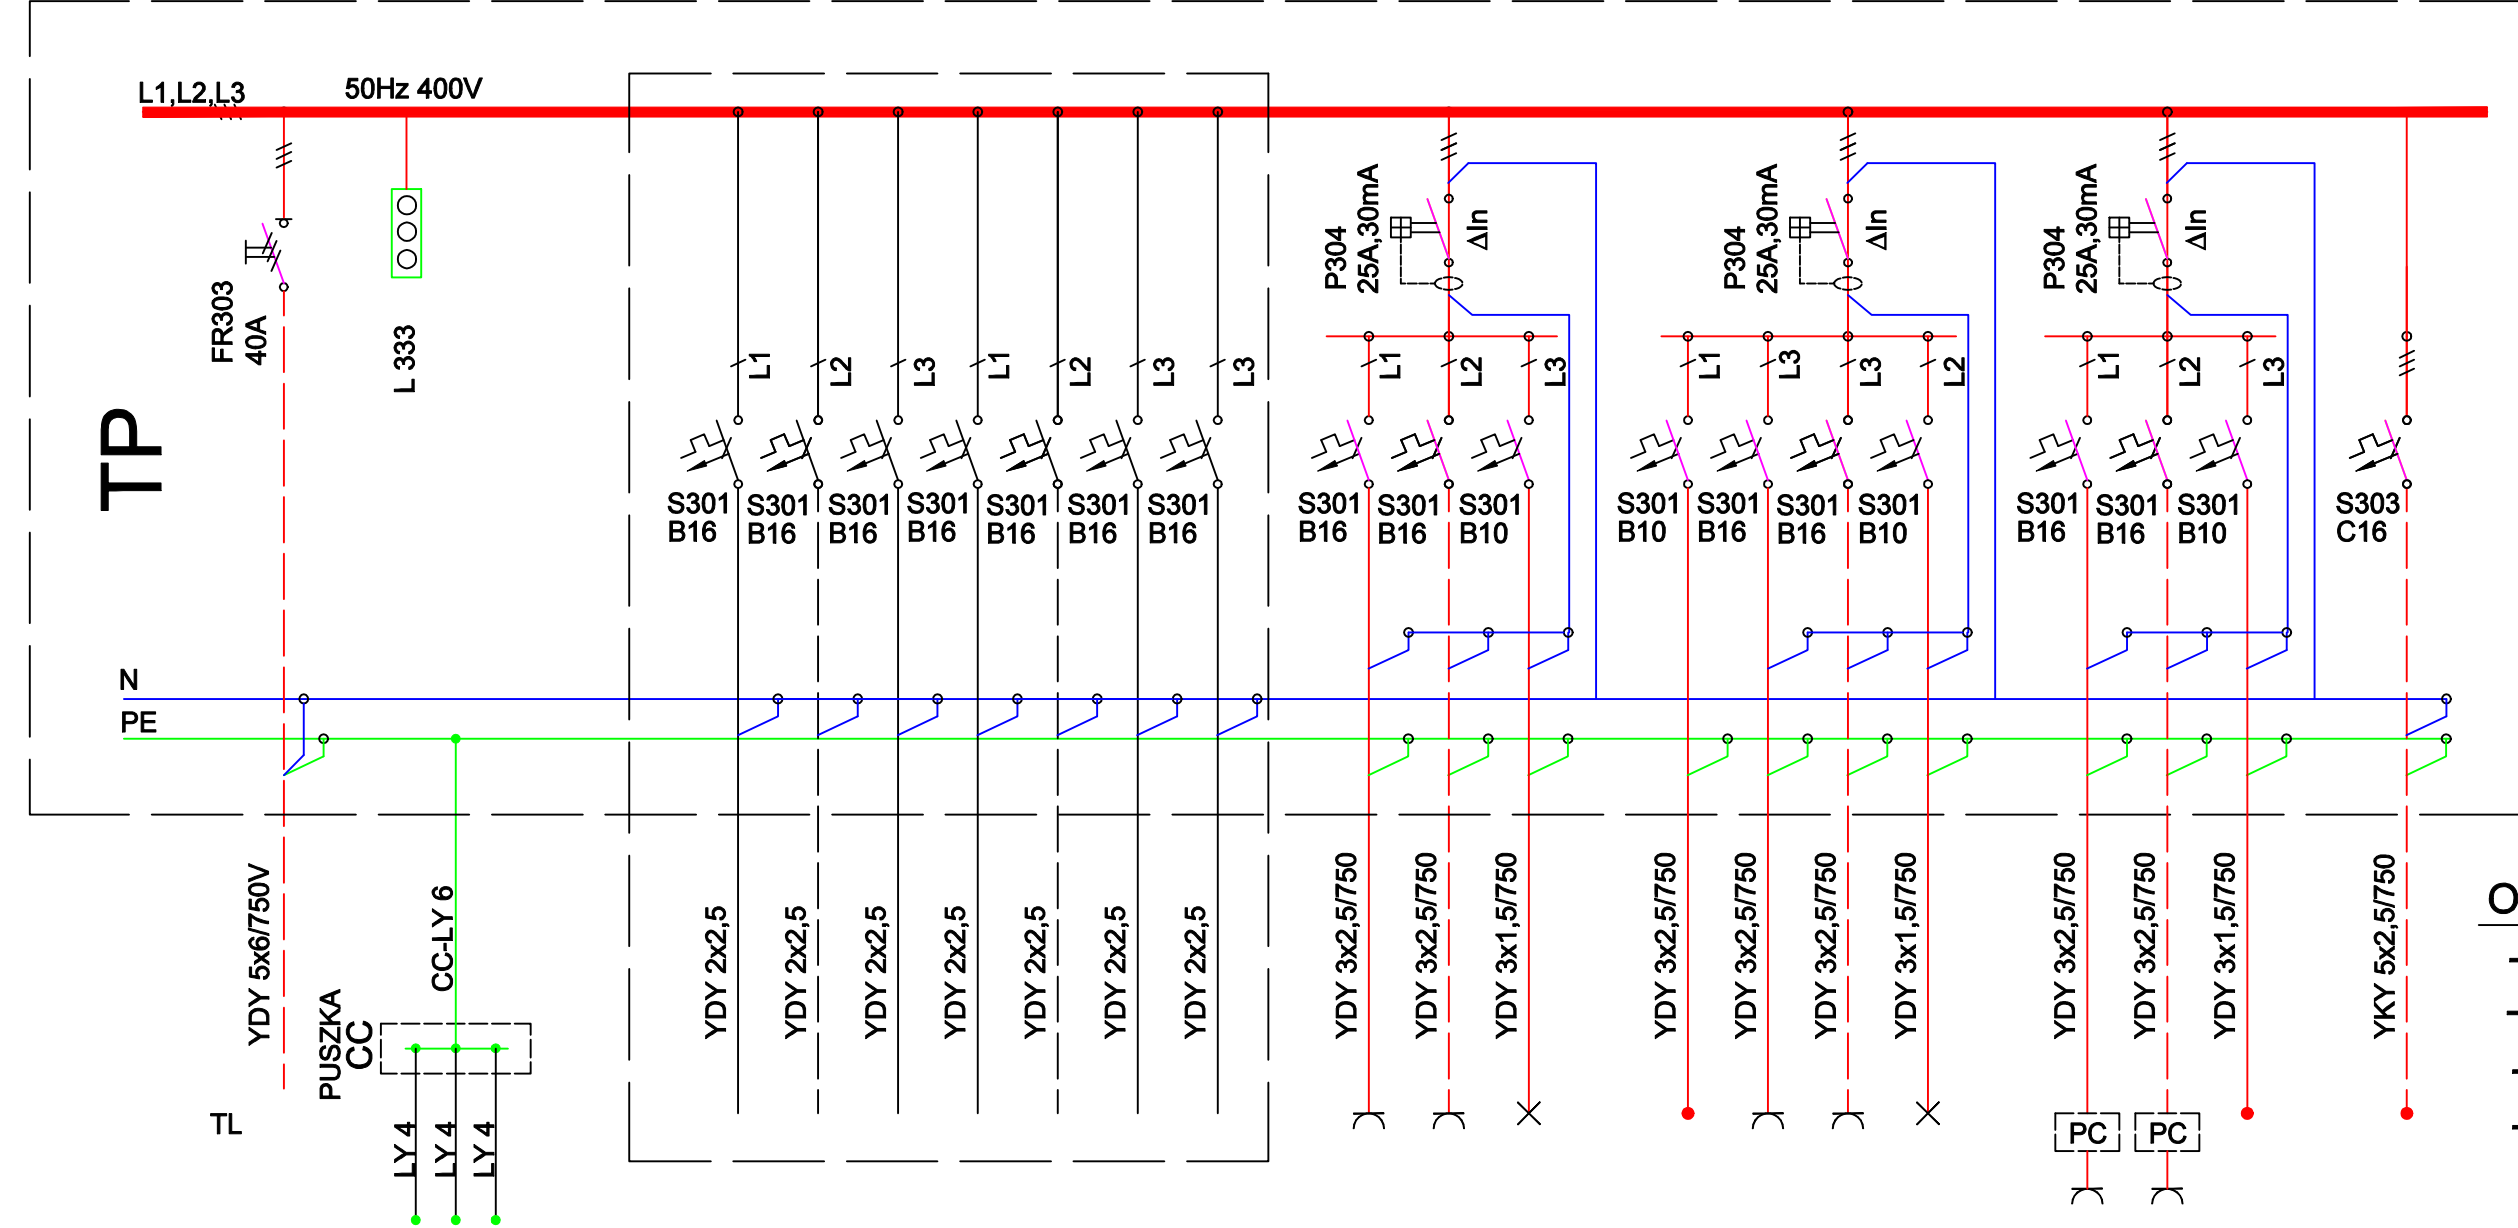 L1,L2,L3
50Hz 400V
TP
FR303
40A
L 333
L1
L2
L3
L1
L2
L3
L3
S301
B16
S301
B16
S301
B16
S301
B16
S301
B16
S301
B16
S301
B16
P304
25A,30mA
ΔIn
L1
L2
L3
S301
B16
S301
B16
S301
B10
P304
25A,30mA
ΔIn
L1
L3
L3
L2
S301
B10
S301
B16
S301
B16
S301
B10
P304
25A,30mA
ΔIn
L1
L2
L3
S301
B16
S301
B16
S301
B10
S303
C16
N
PE
YDY 5x6/750V
TL
CC-LY 6
PUSZKA
CC
LY 4
LY 4
LY 4
YDY 2x2,5
YDY 2x2,5
YDY 2x2,5
YDY 2x2,5
YDY 2x2,5
YDY 2x2,5
YDY 2x2,5
YDY 3x2,5/750
YDY 3x2,5/750
YDY 3x1,5/750
YDY 3x2,5/750
YDY 3x2,5/750
YDY 3x2,5/750
YDY 3x1,5/750
YDY 3x2,5/750
YDY 3x2,5/750
YDY 3x1,5/750
YKY 5x2,5/750
PC
PC